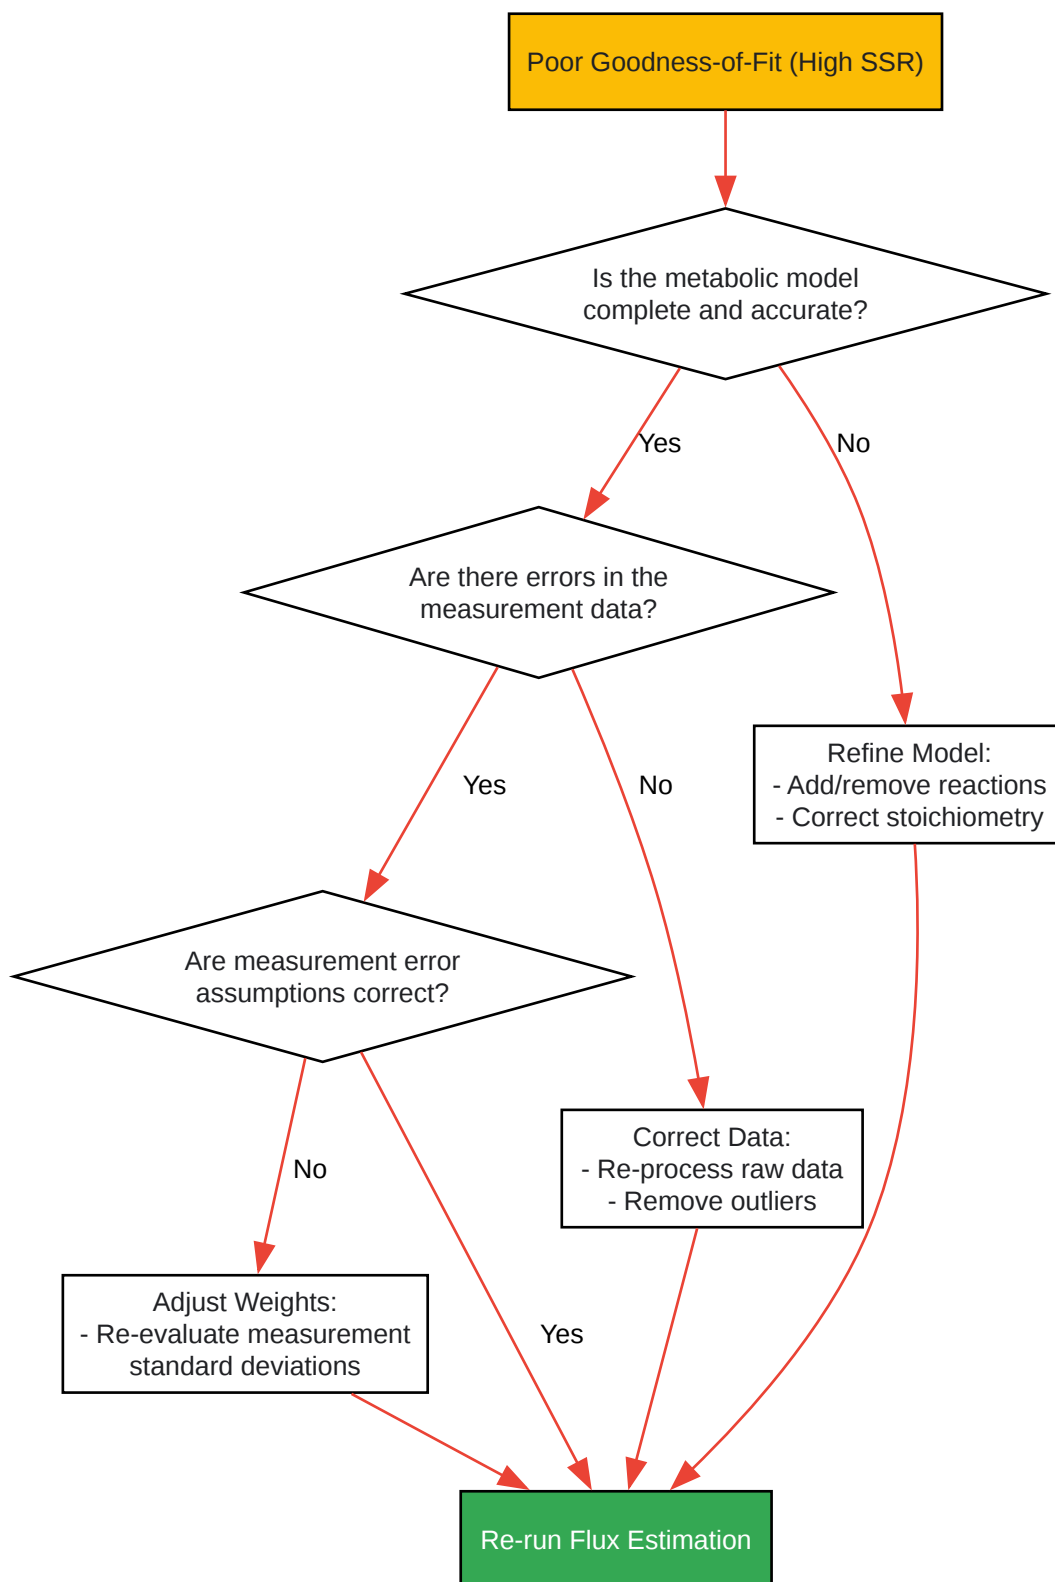 Poor Goodness-of-Fit (High SSR)
Is the metabolic model
complete and accurate?
Yes
No
Are there errors in the
measurement data?
Refine Model:
- Add/remove reactions
- Correct stoichiometry
Yes
No
Are measurement error
assumptions correct?
Correct Data:
- Re-process raw data
- Remove outliers
No
Adjust Weights:
- Re-evaluate measurement
standard deviations
Yes
Re-run Flux Estimation